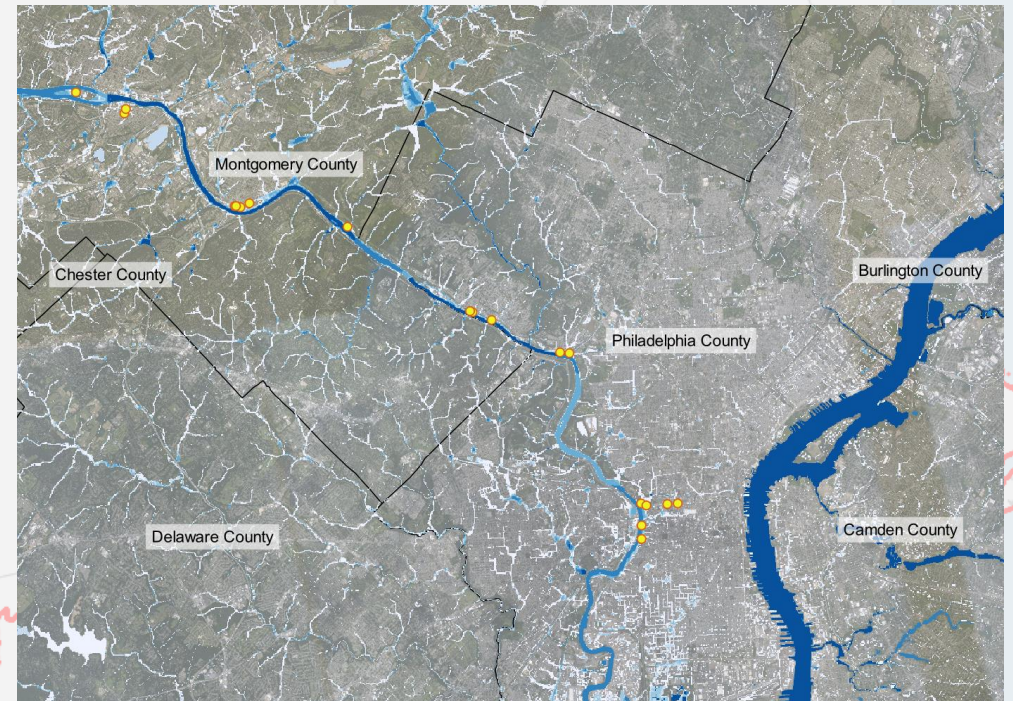 Montgomery County
Chester County
Burlington County
Philadelphia County
Delaware County
Camden County